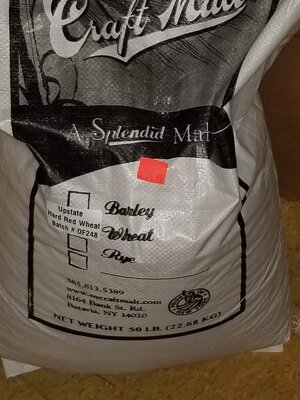 Craft Malt
A Splendid Malt
Barley
Upstate
Hard Red Wheat
Batch # OF248
Wheat
Rye
585.813.5389
www.nycraftmalt.com
8164 Bank St. Rd.
Batavia, NY 14020
NET WEIGHT 50 LB. (22.68 KG)